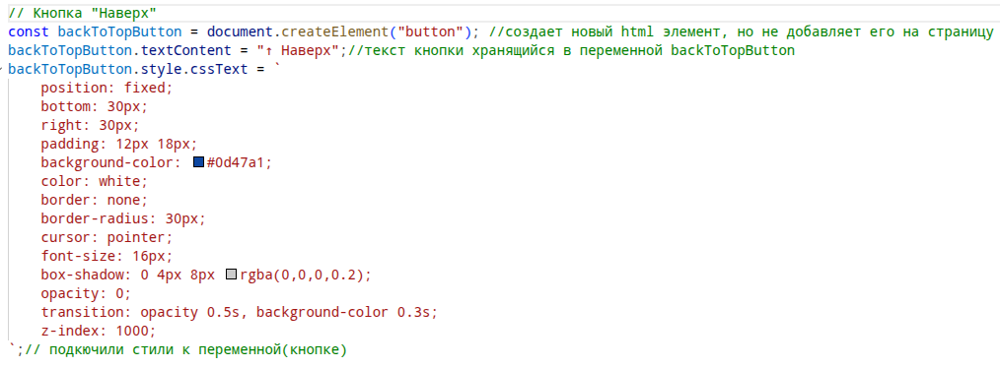 // Кнопка "Наверх"
const backToTopButton = document.createElement("button"); //создает новый html элемент, но не добавляет его на страницу
backToTopButton.textContent = "↑ Наверх";//текст кнопки хранящийся в переменной backToTopButton
backToTopButton.style.cssText = `
    position: fixed;
    bottom: 30px;
    right: 30px;
    padding: 12px 18px;
    background-color: #0d47a1;
    color: white;
    border: none;
    border-radius: 30px;
    cursor: pointer;
    font-size: 16px;
    box-shadow: 0 4px 8px rgba(0,0,0,0.2);
    opacity: 0;
    transition: opacity 0.5s, background-color 0.3s;
    z-index: 1000;
`;// подкючили стили к переменной(кнопке)